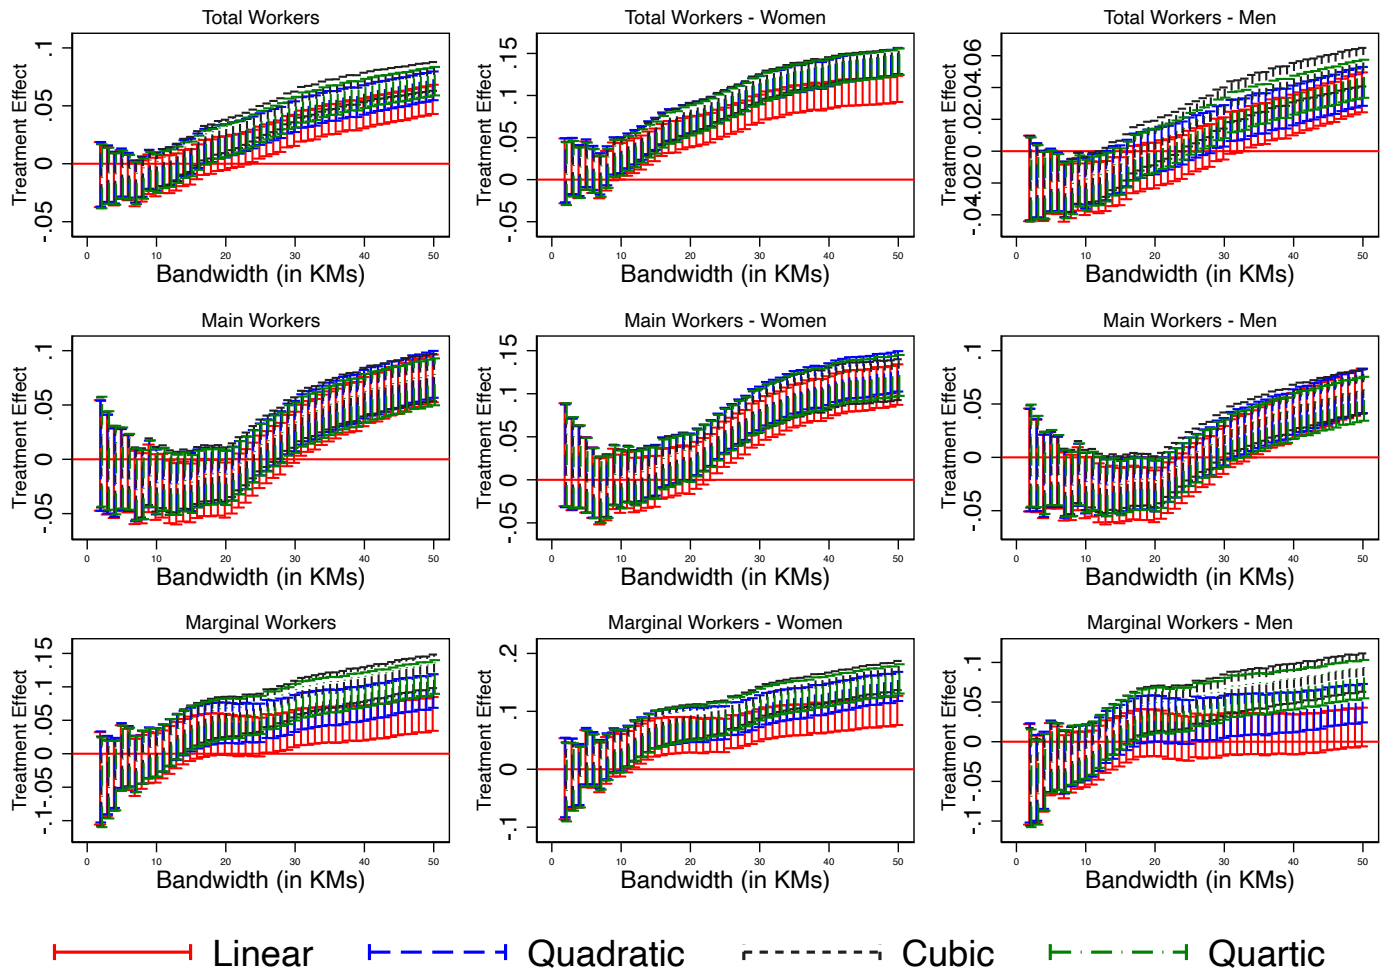 Total Workers
Treatment Effect
-.05 0 .05 .1
0 10 20 30 40 50
Bandwidth (in KMs)
Total Workers - Women
Treatment Effect
-.05 0 .05 .1 .15
0 10 20 30 40 50
Bandwidth (in KMs)
Total Workers - Men
Treatment Effect
-.04 -.02 0 .02 .04 .06
0 10 20 30 40 50
Bandwidth (in KMs)
Main Workers
Treatment Effect
-.05 0 .05 .1
0 10 20 30 40 50
Bandwidth (in KMs)
Main Workers - Women
Treatment Effect
-.05 0 .05 .1 .15
0 10 20 30 40 50
Bandwidth (in KMs)
Main Workers - Men
Treatment Effect
-.05 0 .05 .1
0 10 20 30 40 50
Bandwidth (in KMs)
Marginal Workers
Treatment Effect
-.1 -.05 0 .05 .1 .15
0 10 20 30 40 50
Bandwidth (in KMs)
Marginal Workers - Women
Treatment Effect
-.1 0 .1 .2
0 10 20 30 40 50
Bandwidth (in KMs)
Marginal Workers - Men
Treatment Effect
-.1 -.05 0 .05 .1
0 10 20 30 40 50
Bandwidth (in KMs)
Linear Quadratic Cubic Quartic